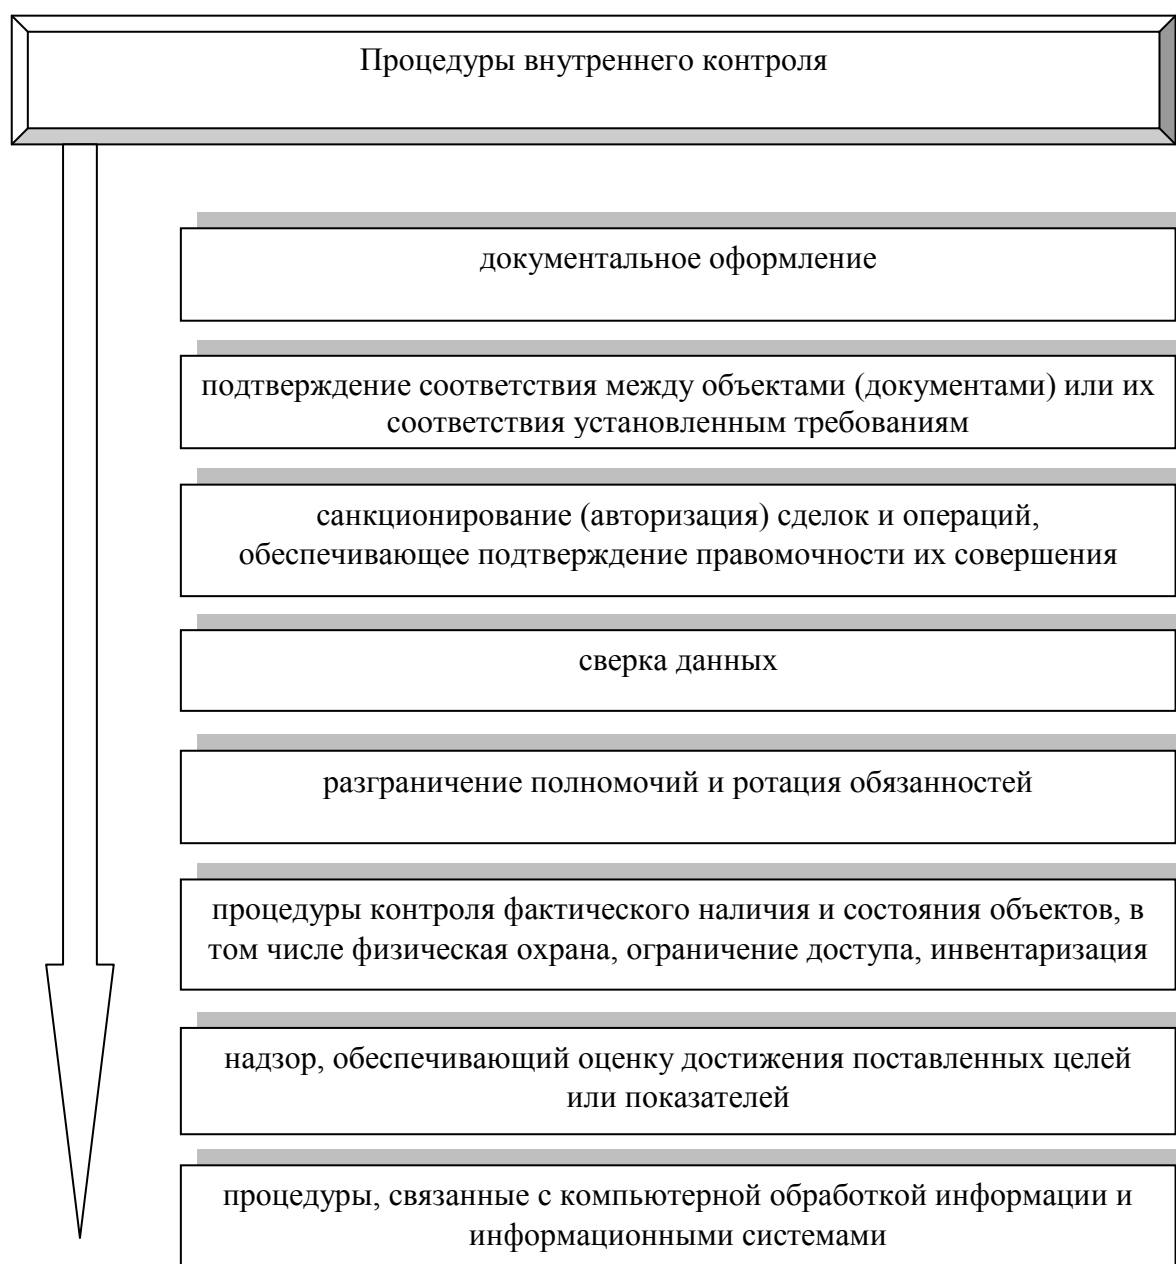 Процедуры внутреннего контроля
документальное оформление
подтверждение соответствия между объектами (документами) или их
соответствия установленным требованиям
санкционирование (авторизация) сделок и операций,
обеспечивающее подтверждение правомочности их совершения
сверка данных
разграничение полномочий и ротация обязанностей
процедуры контроля фактического наличия и состояния объектов, в
том числе физическая охрана, ограничение доступа, инвентаризация
надзор, обеспечивающий оценку достижения поставленных целей
или показателей
процедуры, связанные с компьютерной обработкой информации и
информационными системами